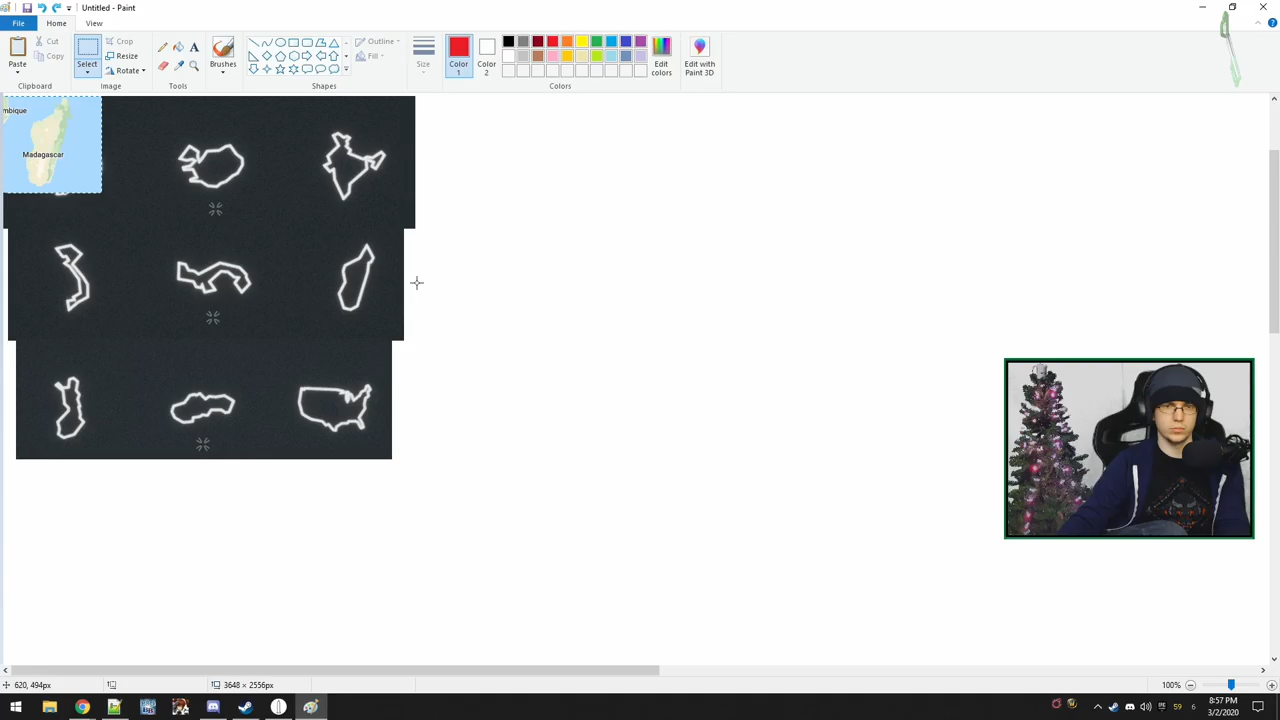 Untitled - Paint
File Home View
Paste
Cut
Copy
Clipboard
Select
Crop
Resize
Rotate
Image
Tools
Brushes
Outline
Fill
Shapes
Size
Color 1
Color 2
Edit colors
Edit with Paint 3D
Colors
mbique
Madagascar
620, 494px
3648 × 2556px
100%
59 6
8:57 PM
3/2/2020